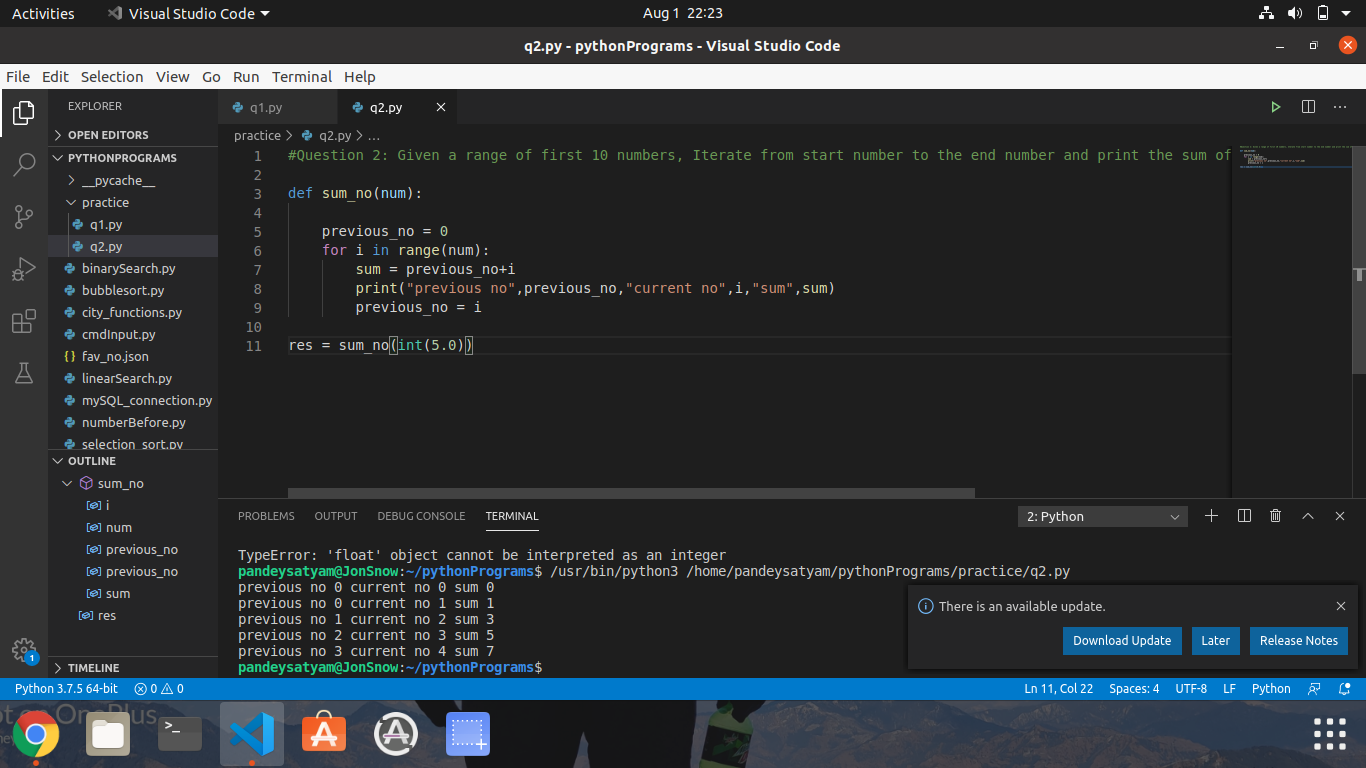 Activities Visual Studio Code Aug 1 22:23
q2.py - pythonPrograms - Visual Studio Code
File Edit Selection View Go Run Terminal Help
EXPLORER
OPEN EDITORS
PYTHONPROGRAMS
__pycache__
practice
q1.py
q2.py
binarySearch.py
bubblesort.py
city_functions.py
cmdInput.py
{} fav_no.json
linearSearch.py
mySQL_connection.py
numberBefore.py
selection_sort.py
OUTLINE
sum_no
i
num
previous_no
previous_no
sum
res
TIMELINE
q1.py q2.py
practice > q2.py > ...
1 #Question 2: Given a range of first 10 numbers, Iterate from start number to the end number and print the sum of
2
3 def sum_no(num):
4
5 previous_no = 0
6 for i in range(num):
7 sum = previous_no+i
8 print("previous no",previous_no,"current no",i,"sum",sum)
9 previous_no = i
10
11 res = sum_no(int(5.0))
PROBLEMS OUTPUT DEBUG CONSOLE TERMINAL 2: Python
TypeError: 'float' object cannot be interpreted as an integer
pandeysatyam@JonSnow:~/pythonPrograms$ /usr/bin/python3 /home/pandeysatyam/pythonPrograms/practice/q2.py
previous no 0 current no 0 sum 0
previous no 0 current no 1 sum 1
previous no 1 current no 2 sum 3
previous no 2 current no 3 sum 5
previous no 3 current no 4 sum 7
pandeysatyam@JonSnow:~/pythonPrograms$
There is an available update.
Download Update Later Release Notes
1
Python 3.7.5 64-bit 0 0 Ln 11, Col 22 Spaces: 4 UTF-8 LF Python
on OnePlus